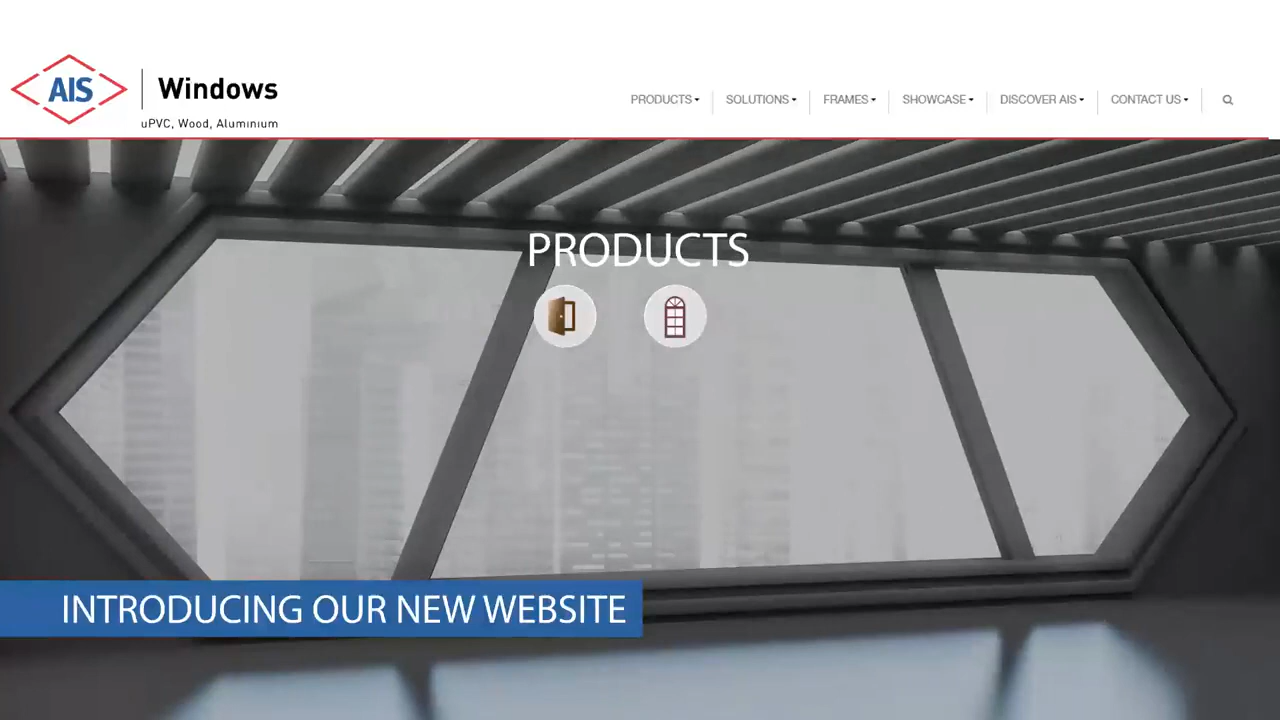 AIS
Windows
uPVC, Wood, Aluminium
PRODUCTS
SOLUTIONS
FRAMES
SHOWCASE
DISCOVER AIS
CONTACT US
PRODUCTS
INTRODUCING OUR NEW WEBSITE